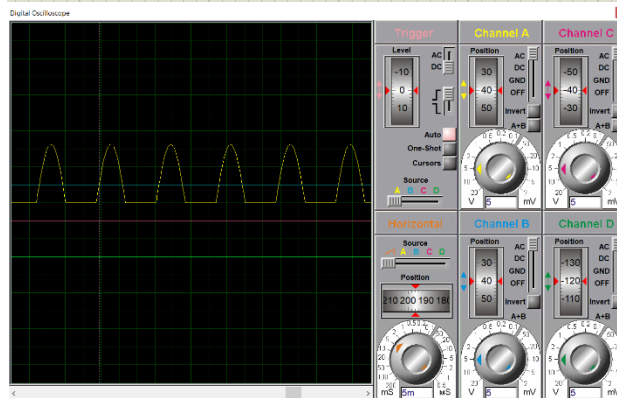 Digital Oscilloscope
Trigger
Level
AC
DC
-10
0
10
Auto
One-Shot
Cursors
Source
A B C D
Channel A
Position
AC
DC
GND
OFF
Invert
A+B
30
40
50
V 5 mV
Channel C
Position
AC
DC
GND
OFF
Invert
A+B
-50
-40
-30
V 5 mV
Horizontal
Source
A B C D
Position
210 200 190 180
mS 5m
Channel B
Position
AC
DC
GND
OFF
Invert
A+B
30
40
50
V 5 mV
Channel D
Position
AC
DC
GND
OFF
Invert
A+B
-130
-120
-110
V 5 mV